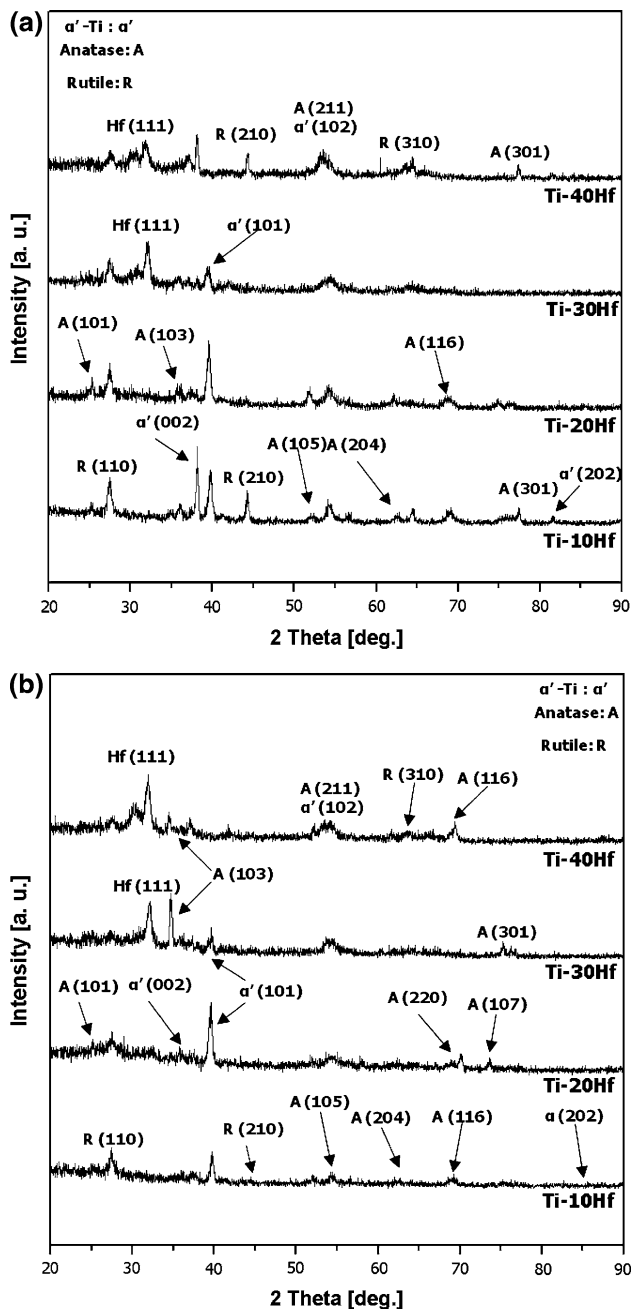 (a)
α′-Ti : α′
Anatase: A
Rutile: R
Hf (111)
R (210)
A (211)
α′ (102)
R (310)
A (301)
Ti-40Hf
Hf (111)
α′ (101)
Ti-30Hf
A (101)
A (103)
A (116)
Ti-20Hf
α′ (002)
R (110)
R (210)
A (105)
A (204)
A (301)
α′ (202)
Ti-10Hf
Intensity [a. u.]
20 30 40 50 60 70 80 90
2 Theta [deg.]
(b)
α′-Ti : α′
Anatase: A
Rutile: R
Hf (111)
A (211)
α′ (102)
R (310)
A (116)
Ti-40Hf
A (103)
Hf (111)
A (301)
Ti-30Hf
A (101)
α′ (002)
α′ (101)
A (220)
A (107)
Ti-20Hf
R (110)
R (210)
A (105)
A (204)
A (116)
α (202)
Ti-10Hf
Intensity [a. u.]
20 30 40 50 60 70 80 90
2 Theta [deg.]